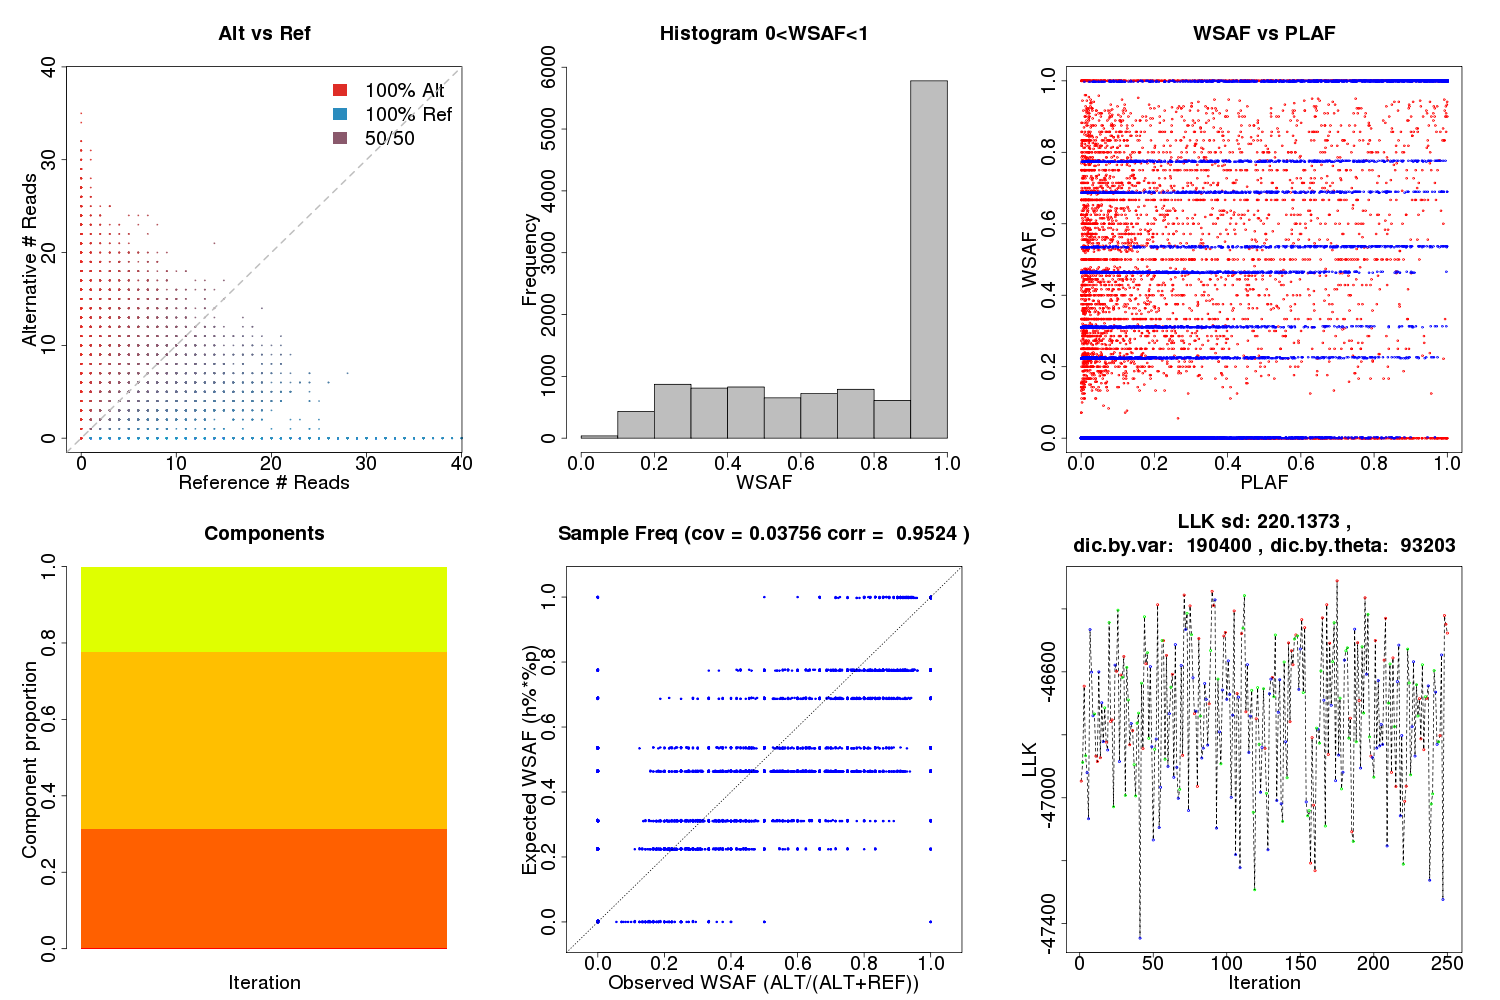 Alt vs Ref
100% Alt
100% Ref
50/50
Alternative # Reads
0 10 20 30 40
0 10 20 30 40
Reference # Reads
Histogram 0<WSAF<1
Frequency
0 1000 2000 3000 4000 5000 6000
0.0 0.2 0.4 0.6 0.8 1.0
WSAF
WSAF vs PLAF
WSAF
0.0 0.2 0.4 0.6 0.8 1.0
0.0 0.2 0.4 0.6 0.8 1.0
PLAF
Components
Component proportion
0.0 0.2 0.4 0.6 0.8 1.0
Iteration
Sample Freq (cov = 0.03756 corr = 0.9524 )
Expected WSAF (h%*%p)
0.0 0.2 0.4 0.6 0.8 1.0
0.0 0.2 0.4 0.6 0.8 1.0
Observed WSAF (ALT/(ALT+REF))
LLK sd: 220.1373 ,
dic.by.var: 190400 , dic.by.theta: 93203
LLK
-47400 -47000 -46600
0 50 100 150 200 250
Iteration